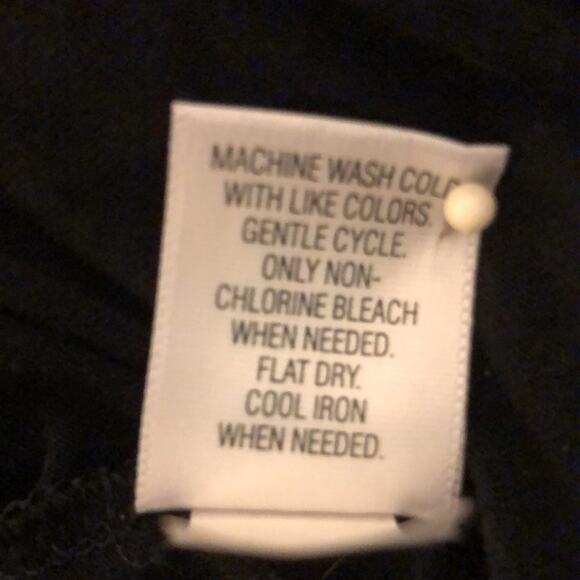 MACHINE WASH COLD
WITH LIKE COLORS.
GENTLE CYCLE.
ONLY NON-
CHLORINE BLEACH
WHEN NEEDED.
FLAT DRY.
COOL IRON
WHEN NEEDED.